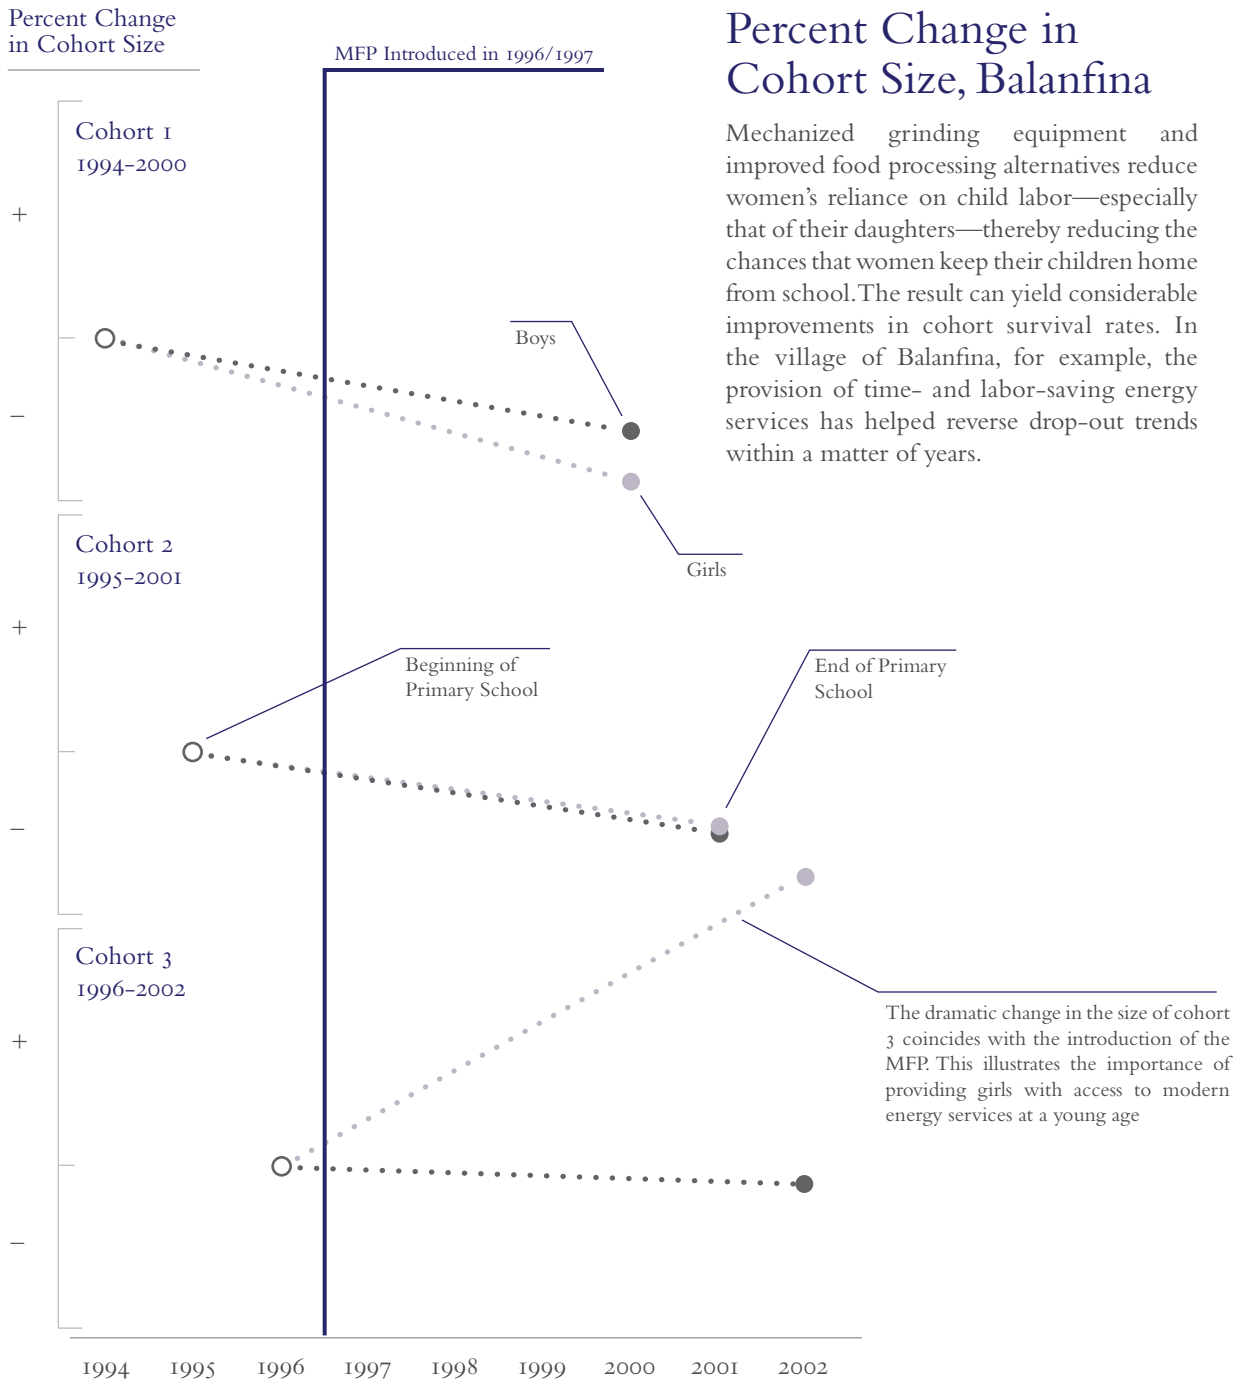 Percent Change
in Cohort Size
MFP Introduced in 1996/1997
Percent Change in
Cohort Size, Balanfina
Mechanized grinding equipment and
improved food processing alternatives reduce
women's reliance on child labor—especially
that of their daughters—thereby reducing the
chances that women keep their children home
from school. The result can yield considerable
improvements in cohort survival rates. In
the village of Balanfina, for example, the
provision of time- and labor-saving energy
services has helped reverse drop-out trends
within a matter of years.
Cohort 1
1994-2000
+
−
Boys
Girls
Cohort 2
1995-2001
+
−
Beginning of
Primary School
End of Primary
School
Cohort 3
1996-2002
+
−
The dramatic change in the size of cohort
3 coincides with the introduction of the
MFP. This illustrates the importance of
providing girls with access to modern
energy services at a young age
1994 1995 1996 1997 1998 1999 2000 2001 2002